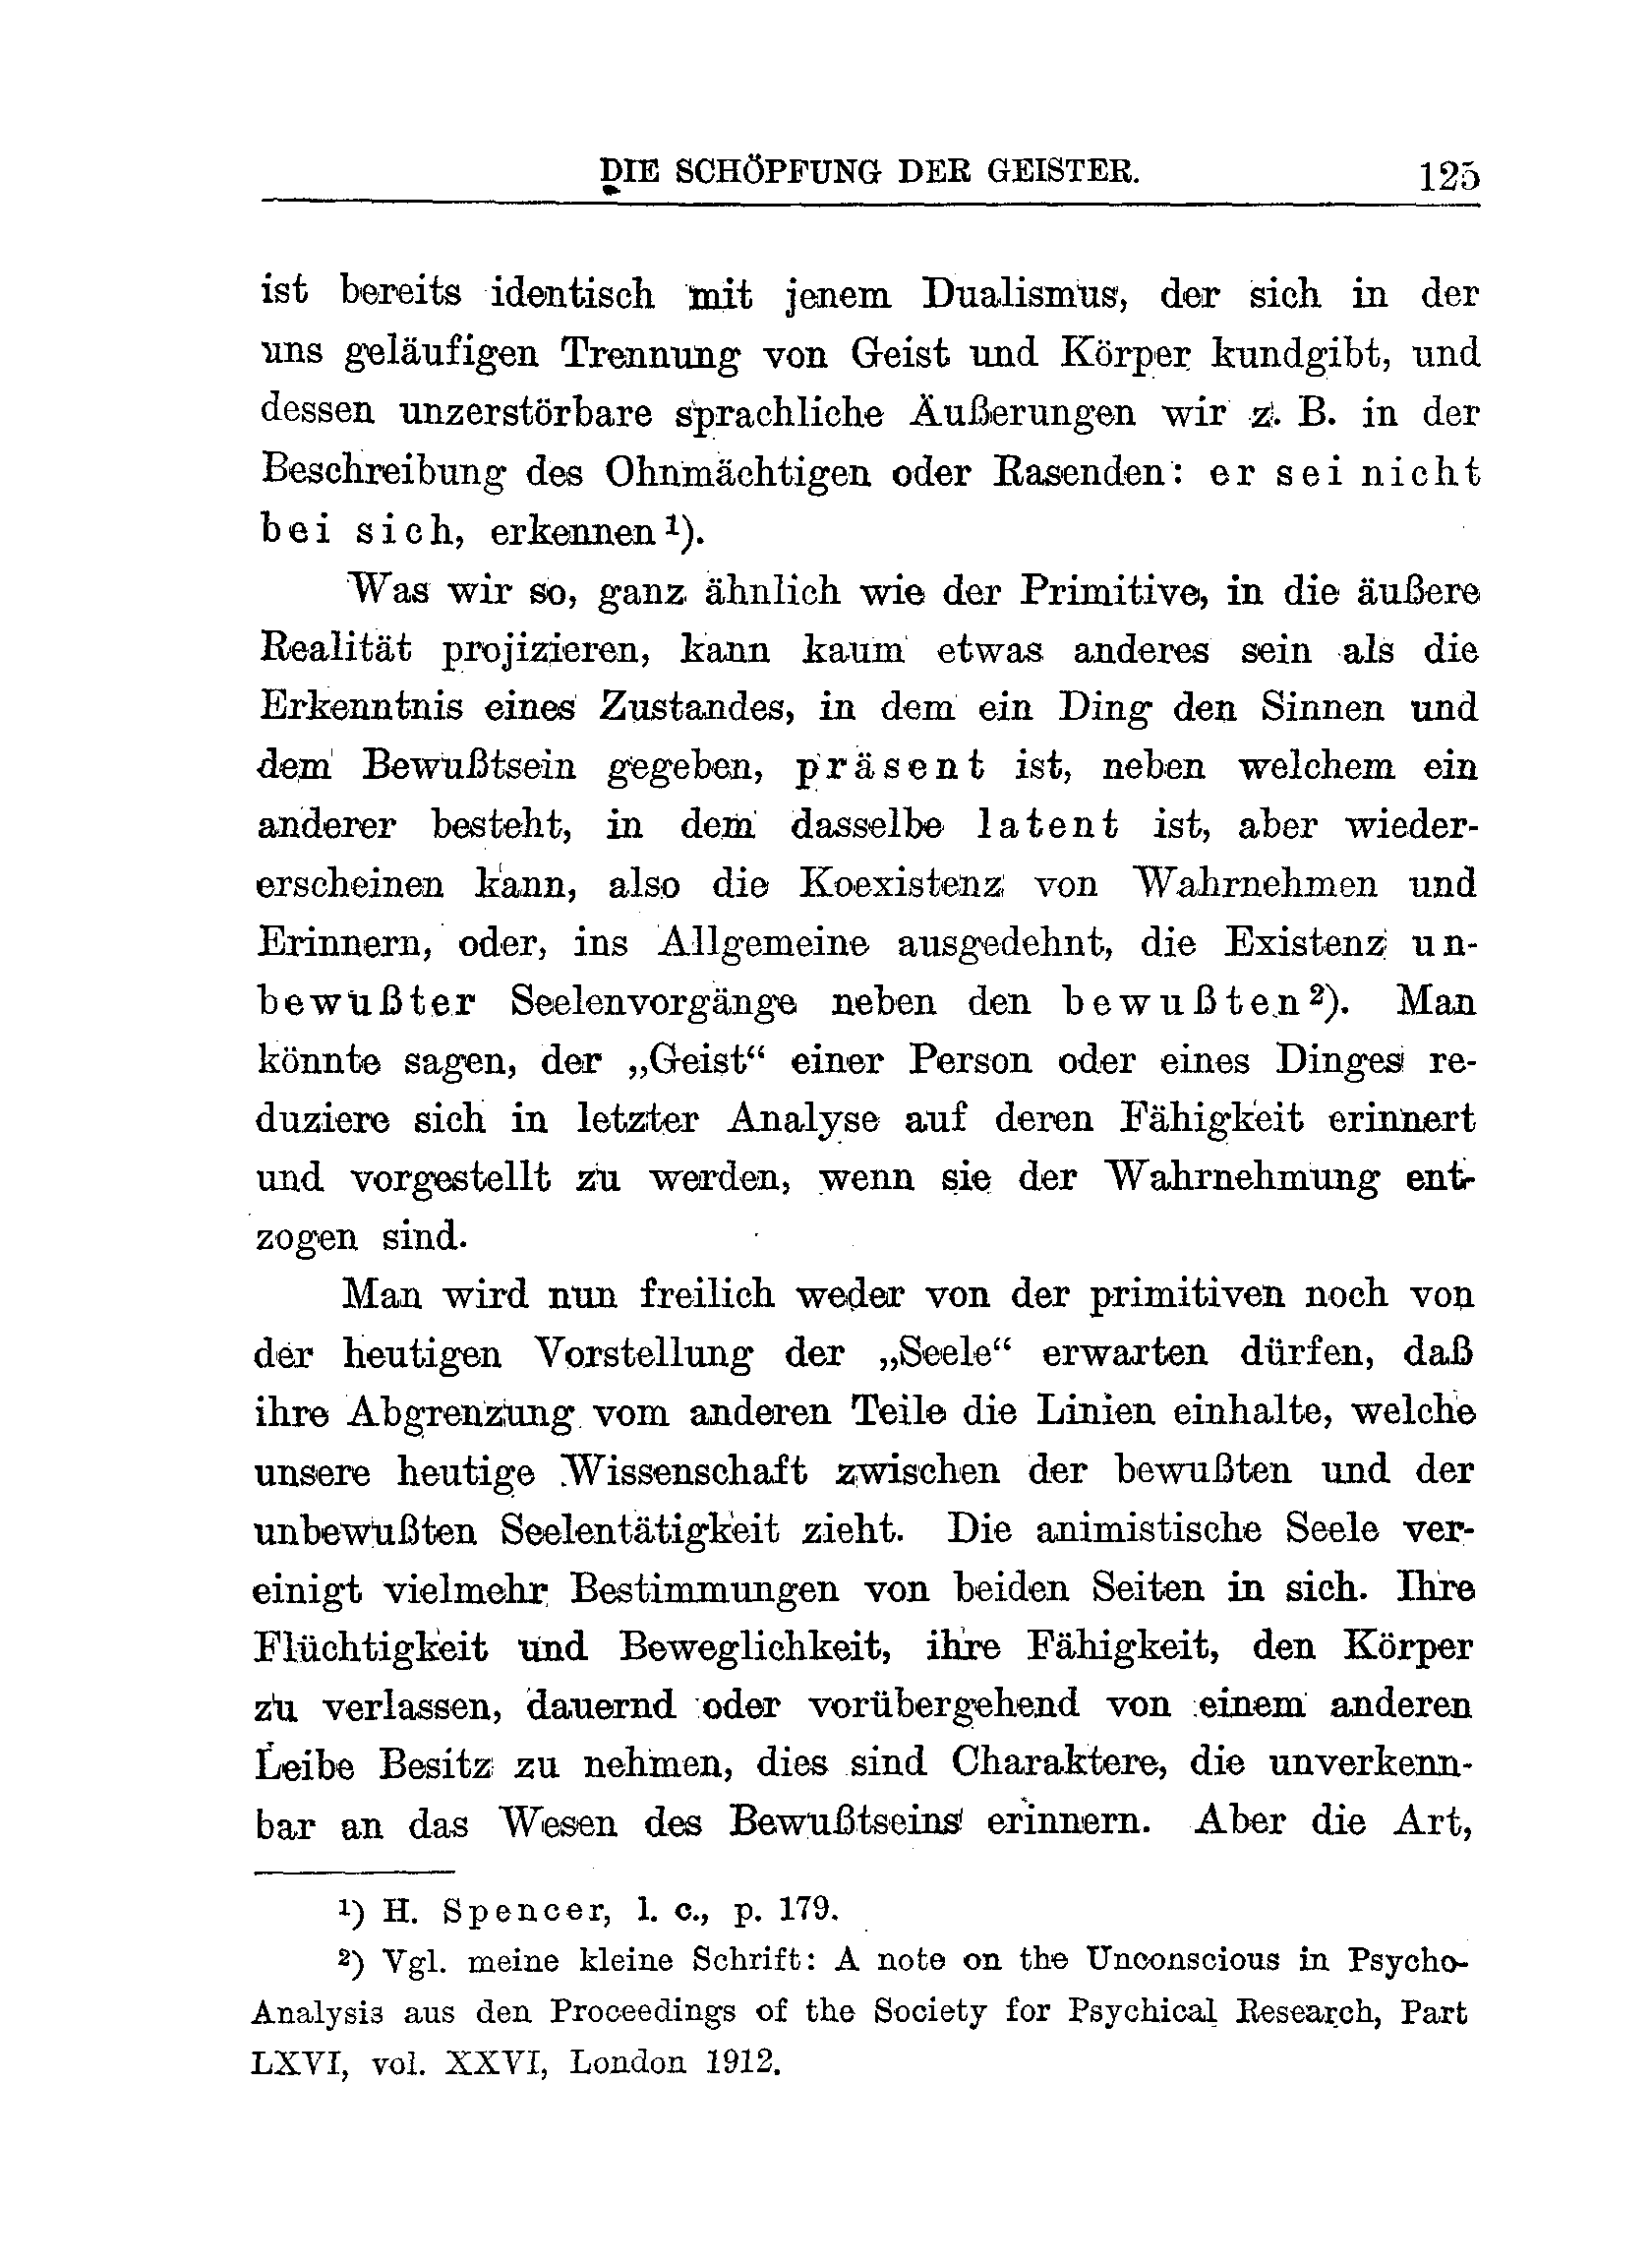 DIE SCHÖPFUNG DER GEISTER. 125
ist bereits identisch mit jenem Dualismus, der sich in der
uns geläufigen Trennung von Geist und Körper kundgibt, und
dessen unzerstörbare sprachliche Äußerungen wir z. B. in der
Beschreibung des Ohnmächtigen oder Rasenden: er sei nicht
bei sich, erkennen¹).
Was wir so, ganz ähnlich wie der Primitive, in die äußere
Realität projizieren, kann kaum etwas anderes sein als die
Erkenntnis eines Zustandes, in dem ein Ding den Sinnen und
dem Bewußtsein gegeben, präsent ist, neben welchem ein
anderer besteht, in dem dasselbe latent ist, aber wieder-
erscheinen kann, also die Koexistenz von Wahrnehmen und
Erinnern, oder, ins Allgemeine ausgedehnt, die Existenz un-
bewußter Seelenvorgänge neben den bewußten²). Man
könnte sagen, der „Geist“ einer Person oder eines Dinges re-
duziere sich in letzter Analyse auf deren Fähigkeit erinnert
und vorgestellt zu werden, wenn sie der Wahrnehmung ent-
zogen sind.
Man wird nun freilich weder von der primitiven noch von
der heutigen Vorstellung der „Seele“ erwarten dürfen, daß
ihre Abgrenzung vom anderen Teile die Linien einhalte, welche
unsere heutige Wissenschaft zwischen der bewußten und der
unbewußten Seelentätigkeit zieht. Die animistische Seele ver-
einigt vielmehr Bestimmungen von beiden Seiten in sich. Ihre
Flüchtigkeit und Beweglichkeit, ihre Fähigkeit, den Körper
zu verlassen, dauernd oder vorübergehend von einem anderen
Leibe Besitz zu nehmen, dies sind Charaktere, die unverkenn-
bar an das Wesen des Bewußtseins erinnern. Aber die Art,
¹) H. Spencer, l. c., p. 179.
²) Vgl. meine kleine Schrift: A note on the Unconscious in Psycho-
Analysis aus den Proceedings of the Society for Psychical Research, Part
LXVI, vol. XXVI, London 1912.